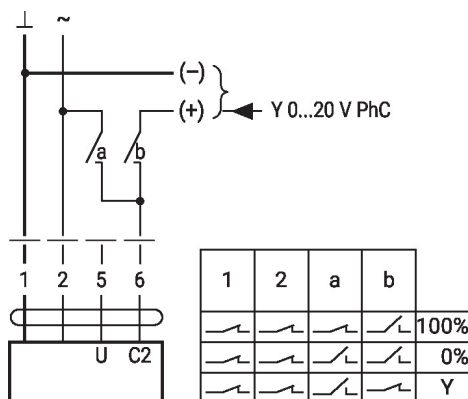 ⊥ ~
(–)
(+) Y 0...20 V PhC
a b
1 2 5 6
U C2
1 2 a b
100%
0%
Y